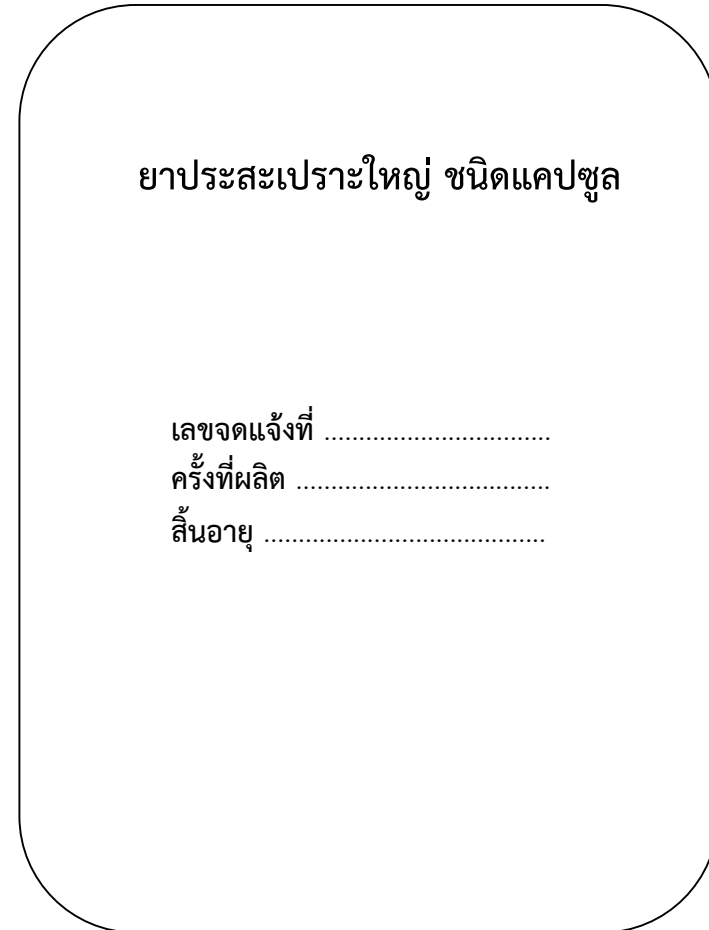 ยาประสะเปราะใหญ่ ชนิดแคปซูล
เลขจดแจ้งที่ .................................
ครั้งที่ผลิต .....................................
สิ้นอายุ .........................................